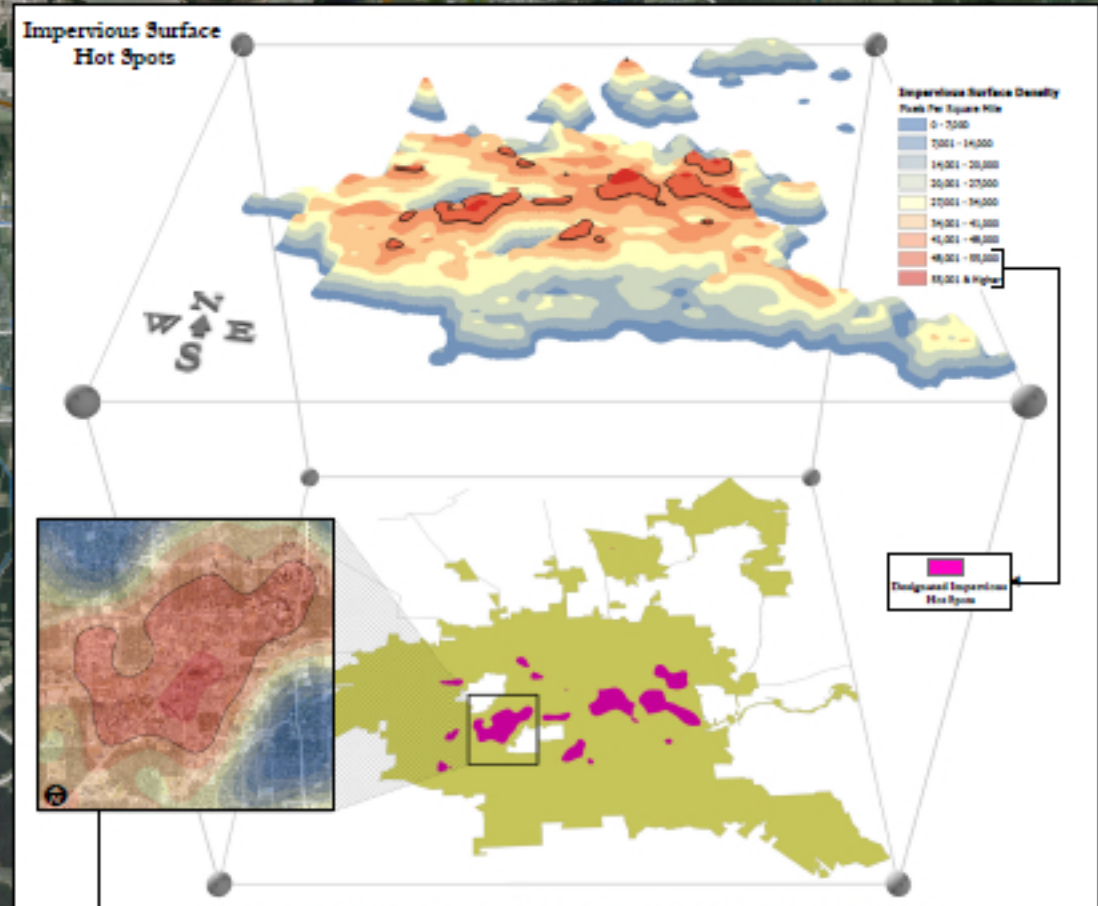 Impervious Surface
Hot Spots
Impervious Surface Density
Pixels Per Square Mile
0 - 7,000
7,001 - 14,000
14,001 - 20,000
20,001 - 27,000
27,001 - 34,000
34,001 - 41,000
41,001 - 48,000
48,001 - 55,000
55,001 & Higher
N
W E
S
Designated Impervious
Hot Spots
N